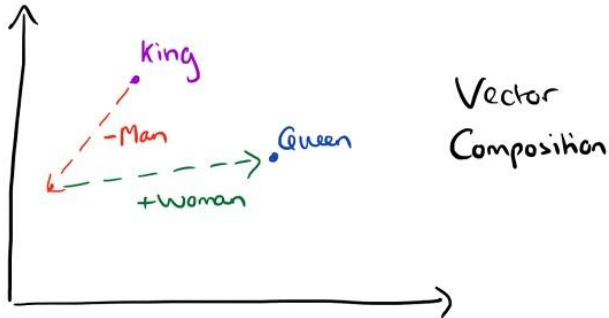 King
-Man
Queen
+Woman
Vector
Composition